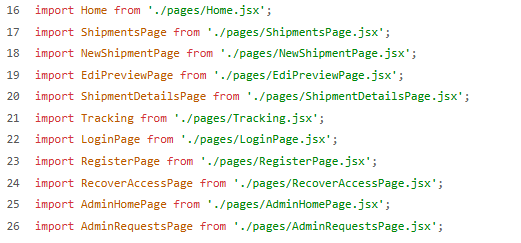 16 import Home from './pages/Home.jsx';
17 import ShipmentsPage from './pages/ShipmentsPage.jsx';
18 import NewShipmentPage from './pages/NewShipmentPage.jsx';
19 import EdiPreviewPage from './pages/EdiPreviewPage.jsx';
20 import ShipmentDetailsPage from './pages/ShipmentDetailsPage.jsx';
21 import Tracking from './pages/Tracking.jsx';
22 import LoginPage from './pages/LoginPage.jsx';
23 import RegisterPage from './pages/RegisterPage.jsx';
24 import RecoverAccessPage from './pages/RecoverAccessPage.jsx';
25 import AdminHomePage from './pages/AdminHomePage.jsx';
26 import AdminRequestsPage from './pages/AdminRequestsPage.jsx';